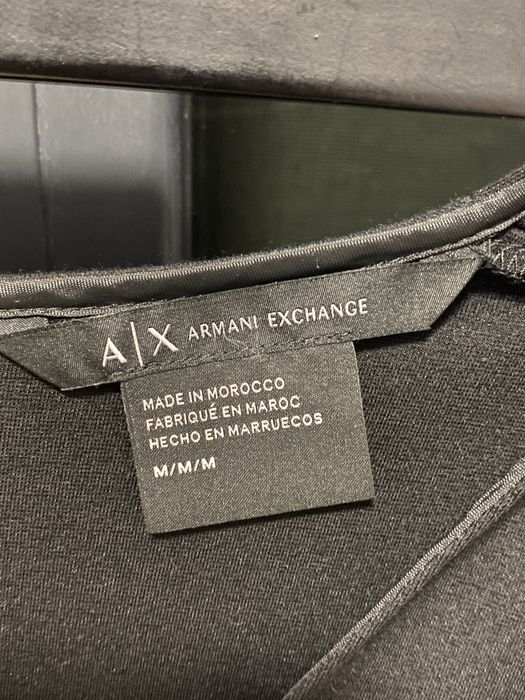 A|X ARMANI EXCHANGE
MADE IN MOROCCO
FABRIQUÉ EN MAROC
HECHO EN MARRUECOS
M/M/M